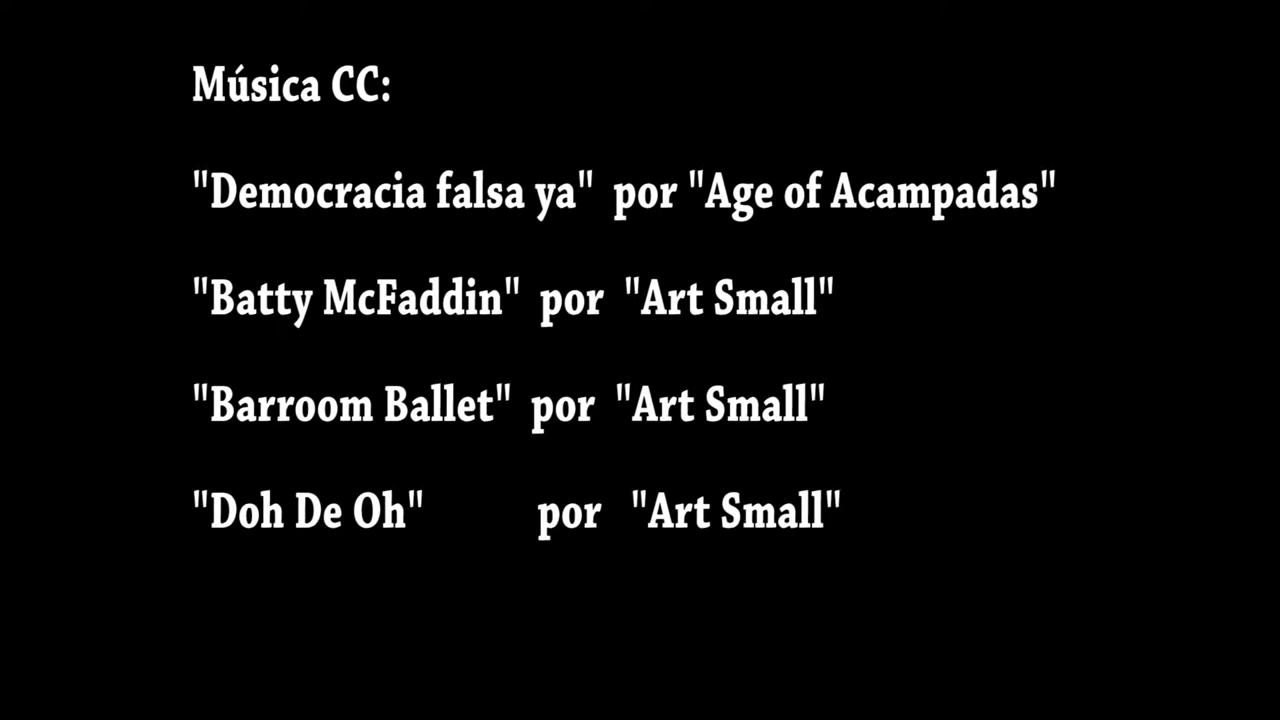 Música CC:
"Democracia falsa ya" por "Age of Acampadas"
"Batty McFaddin" por "Art Small"
"Barroom Ballet" por "Art Small"
"Doh De Oh" por "Art Small"